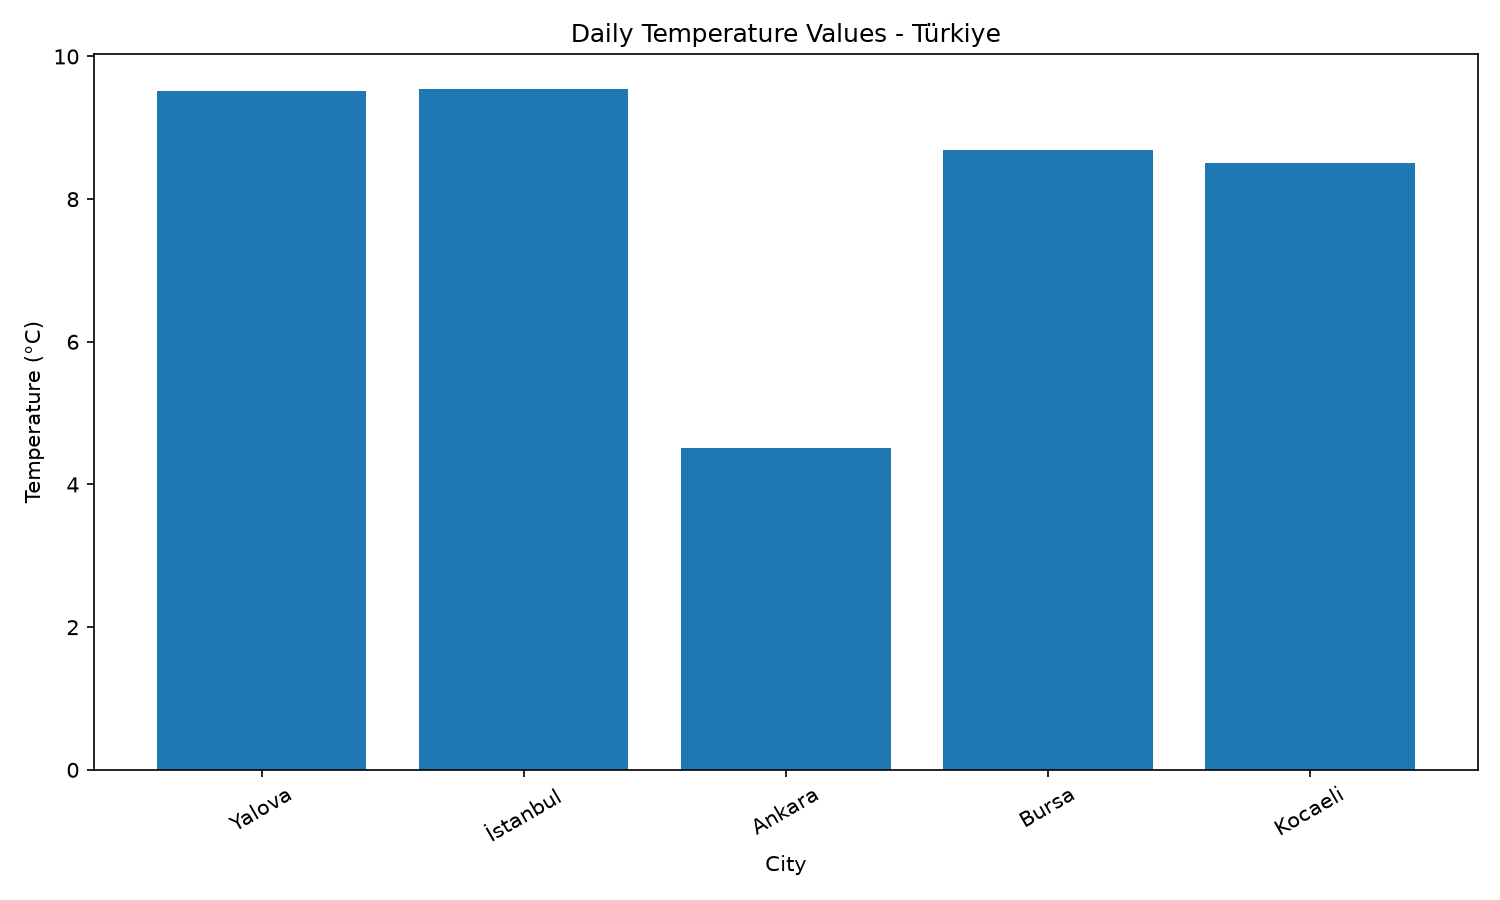 Daily Temperature Values - Türkiye
10
8
6
4
2
0
Temperature (°C)
Yalova
İstanbul
Ankara
Bursa
Kocaeli
City